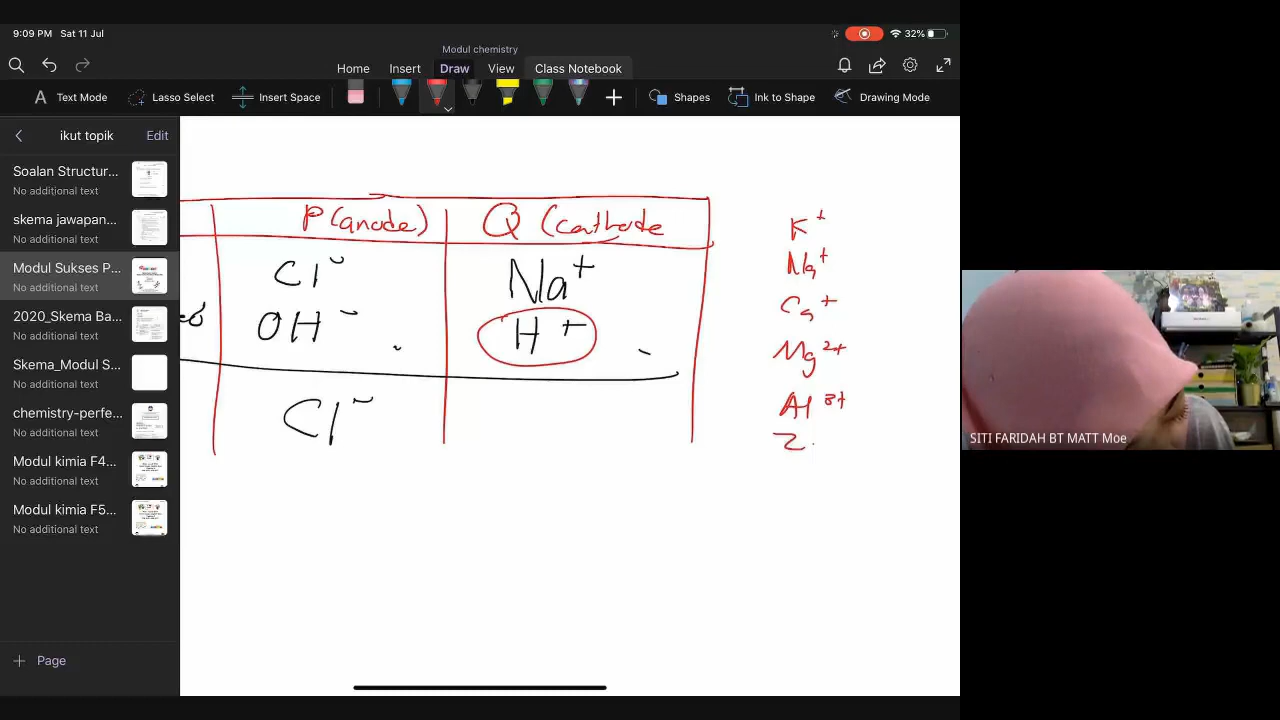 9:09 PM Sat 11 Jul
32%
Modul chemistry
Home Insert Draw View Class Notebook
A Text Mode Lasso Select Insert Space Shapes Ink to Shape Drawing Mode
ikut topik Edit
Soalan Structur...
No additional text
skema jawapan...
No additional text
Modul Sukses P...
No additional text
2020_Skema Ba...
No additional text
Skema_Modul S...
No additional text
chemistry-perfe...
No additional text
Modul kimia F4...
No additional text
Modul kimia F5...
No additional text
Page
P (anode) Q (cathode
Cl⁻ Na⁺
OH⁻ H⁺
Cl⁻
K⁺
Na⁺
Ca⁺
Mg²⁺
Al³⁺
Z
SITI FARIDAH BT MATT Moe